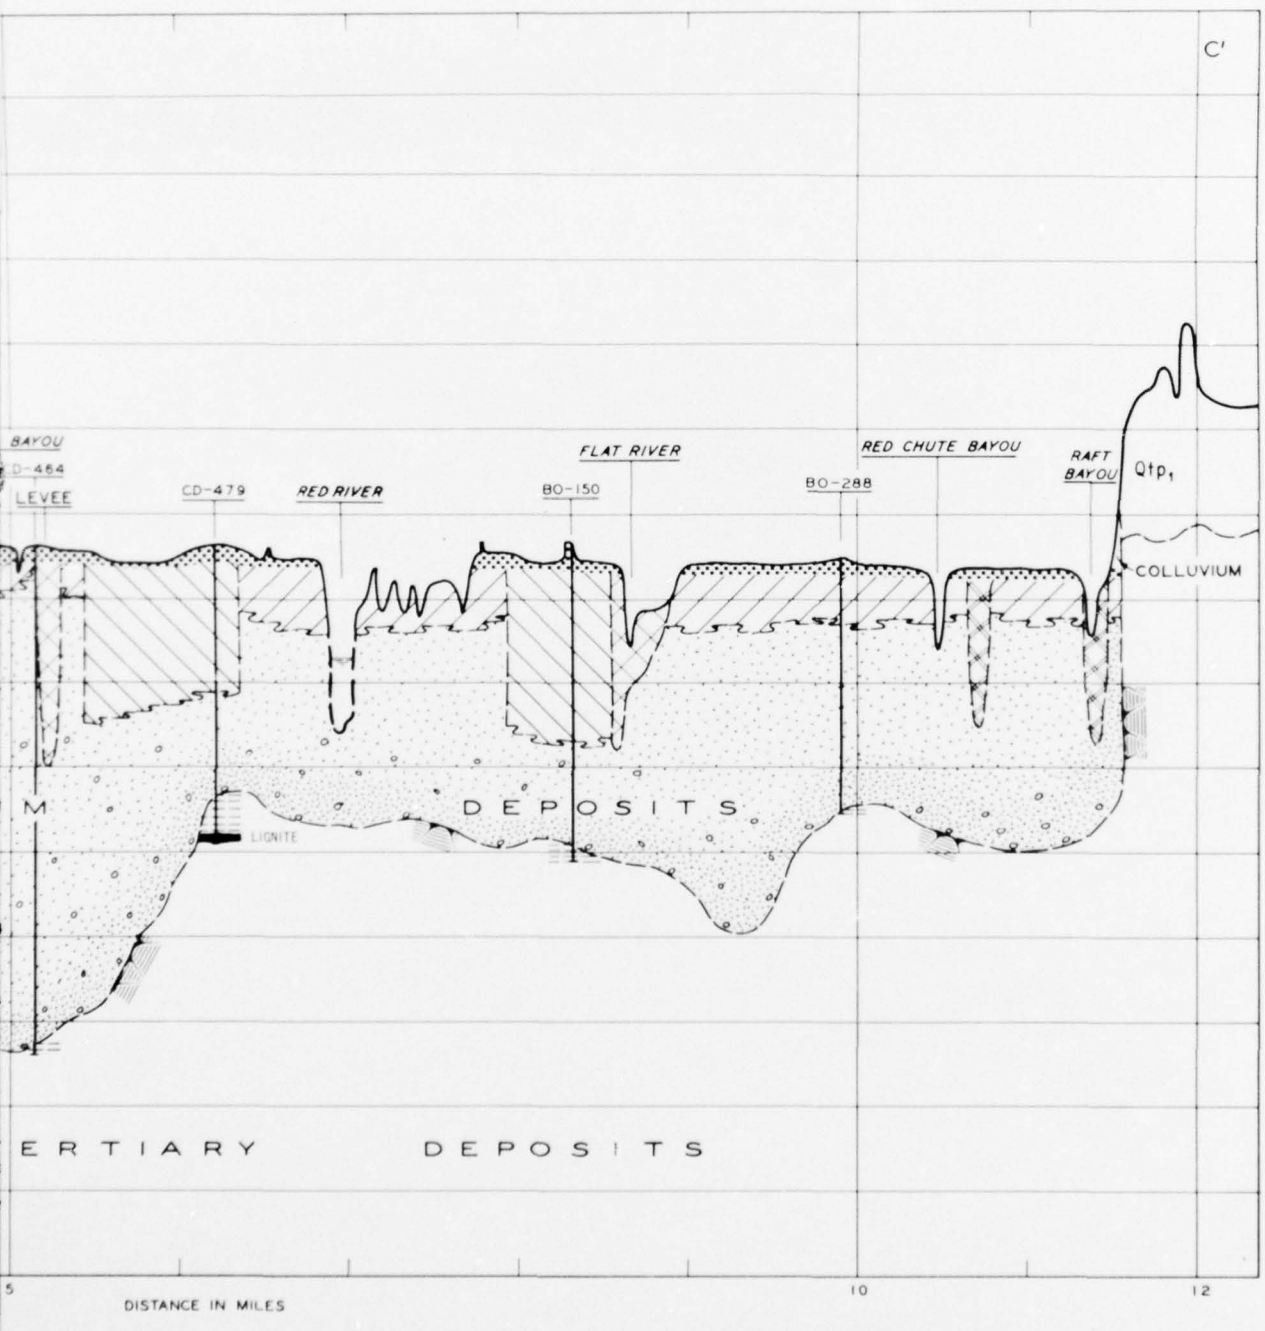 C'
BAYOU
CD-464
LEVEE
CD-479
RED RIVER
BO-150
FLAT RIVER
BO-288
RED CHUTE BAYOU
RAFT
BAYOU
Qtp1
COLLUVIUM
M DEPOSITS
LIGNITE
ERTIARY DEPOSITS
5 10 12
DISTANCE IN MILES